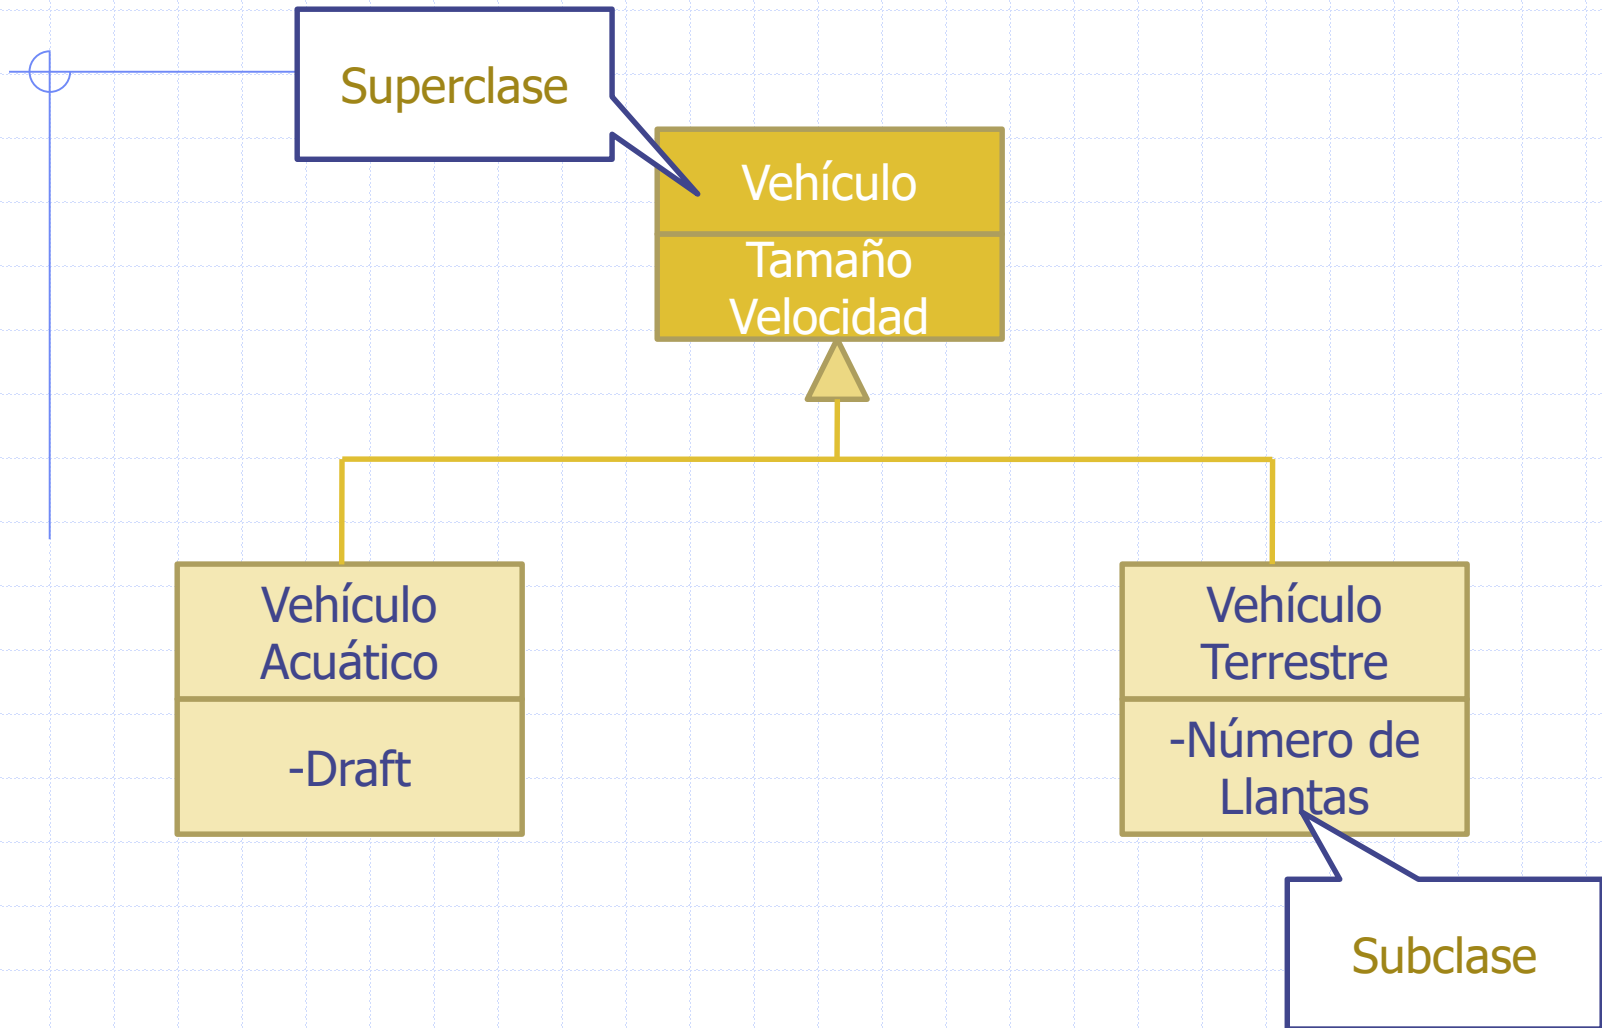 Superclase
Vehículo
Tamaño
Velocidad
Vehículo
Acuático
-Draft
Vehículo
Terrestre
-Número de
Llantas
Subclase